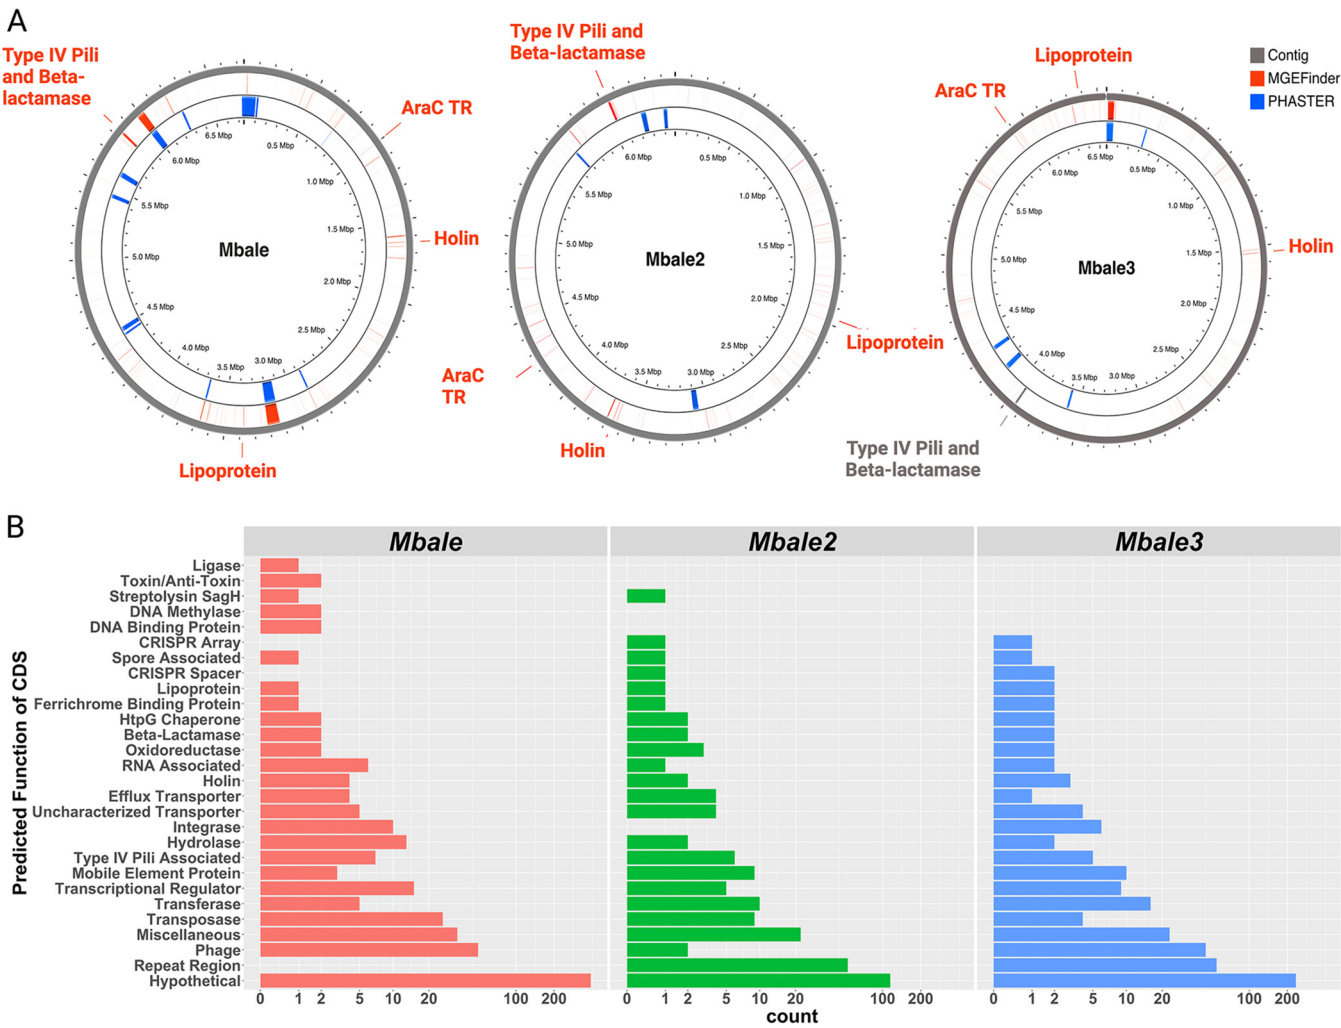 A
Type IV Pili
and Beta-
lactamase
AraC TR
Holin
Lipoprotein
Mbale
0.5 Mbp
1.0 Mbp
1.5 Mbp
2.0 Mbp
2.5 Mbp
3.0 Mbp
3.5 Mbp
4.0 Mbp
4.5 Mbp
5.0 Mbp
5.5 Mbp
6.0 Mbp
6.5 Mbp
Type IV Pili and
Beta-lactamase
Lipoprotein
Holin
AraC
TR
Mbale2
0.5 Mbp
1.0 Mbp
1.5 Mbp
2.0 Mbp
2.5 Mbp
3.0 Mbp
3.5 Mbp
4.0 Mbp
4.5 Mbp
5.0 Mbp
5.5 Mbp
6.0 Mbp
Lipoprotein
AraC TR
Holin
Type IV Pili and
Beta-lactamase
Mbale3
0.5 Mbp
1.0 Mbp
1.5 Mbp
2.0 Mbp
2.5 Mbp
3.0 Mbp
3.5 Mbp
4.0 Mbp
4.5 Mbp
5.0 Mbp
5.5 Mbp
6.0 Mbp
6.5 Mbp
Contig
MGEFinder
PHASTER
B
Mbale Mbale2 Mbale3
Predicted Function of CDS
Ligase
Toxin/Anti-Toxin
Streptolysin SagH
DNA Methylase
DNA Binding Protein
CRISPR Array
Spore Associated
CRISPR Spacer
Lipoprotein
Ferrichrome Binding Protein
HtpG Chaperone
Beta-Lactamase
Oxidoreductase
RNA Associated
Holin
Efflux Transporter
Uncharacterized Transporter
Integrase
Hydrolase
Type IV Pili Associated
Mobile Element Protein
Transcriptional Regulator
Transferase
Transposase
Miscellaneous
Phage
Repeat Region
Hypothetical
0 1 2 5 10 20 100 200 0 1 2 5 10 20 100 200 0 1 2 5 10 20 100 200
count